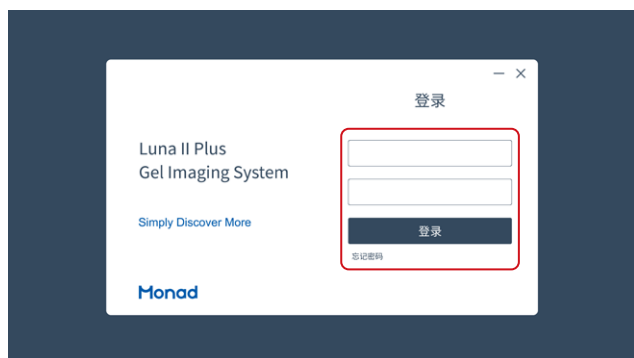 登录
Luna II Plus
Gel Imaging System
Simply Discover More
登录
忘记密码
Monad